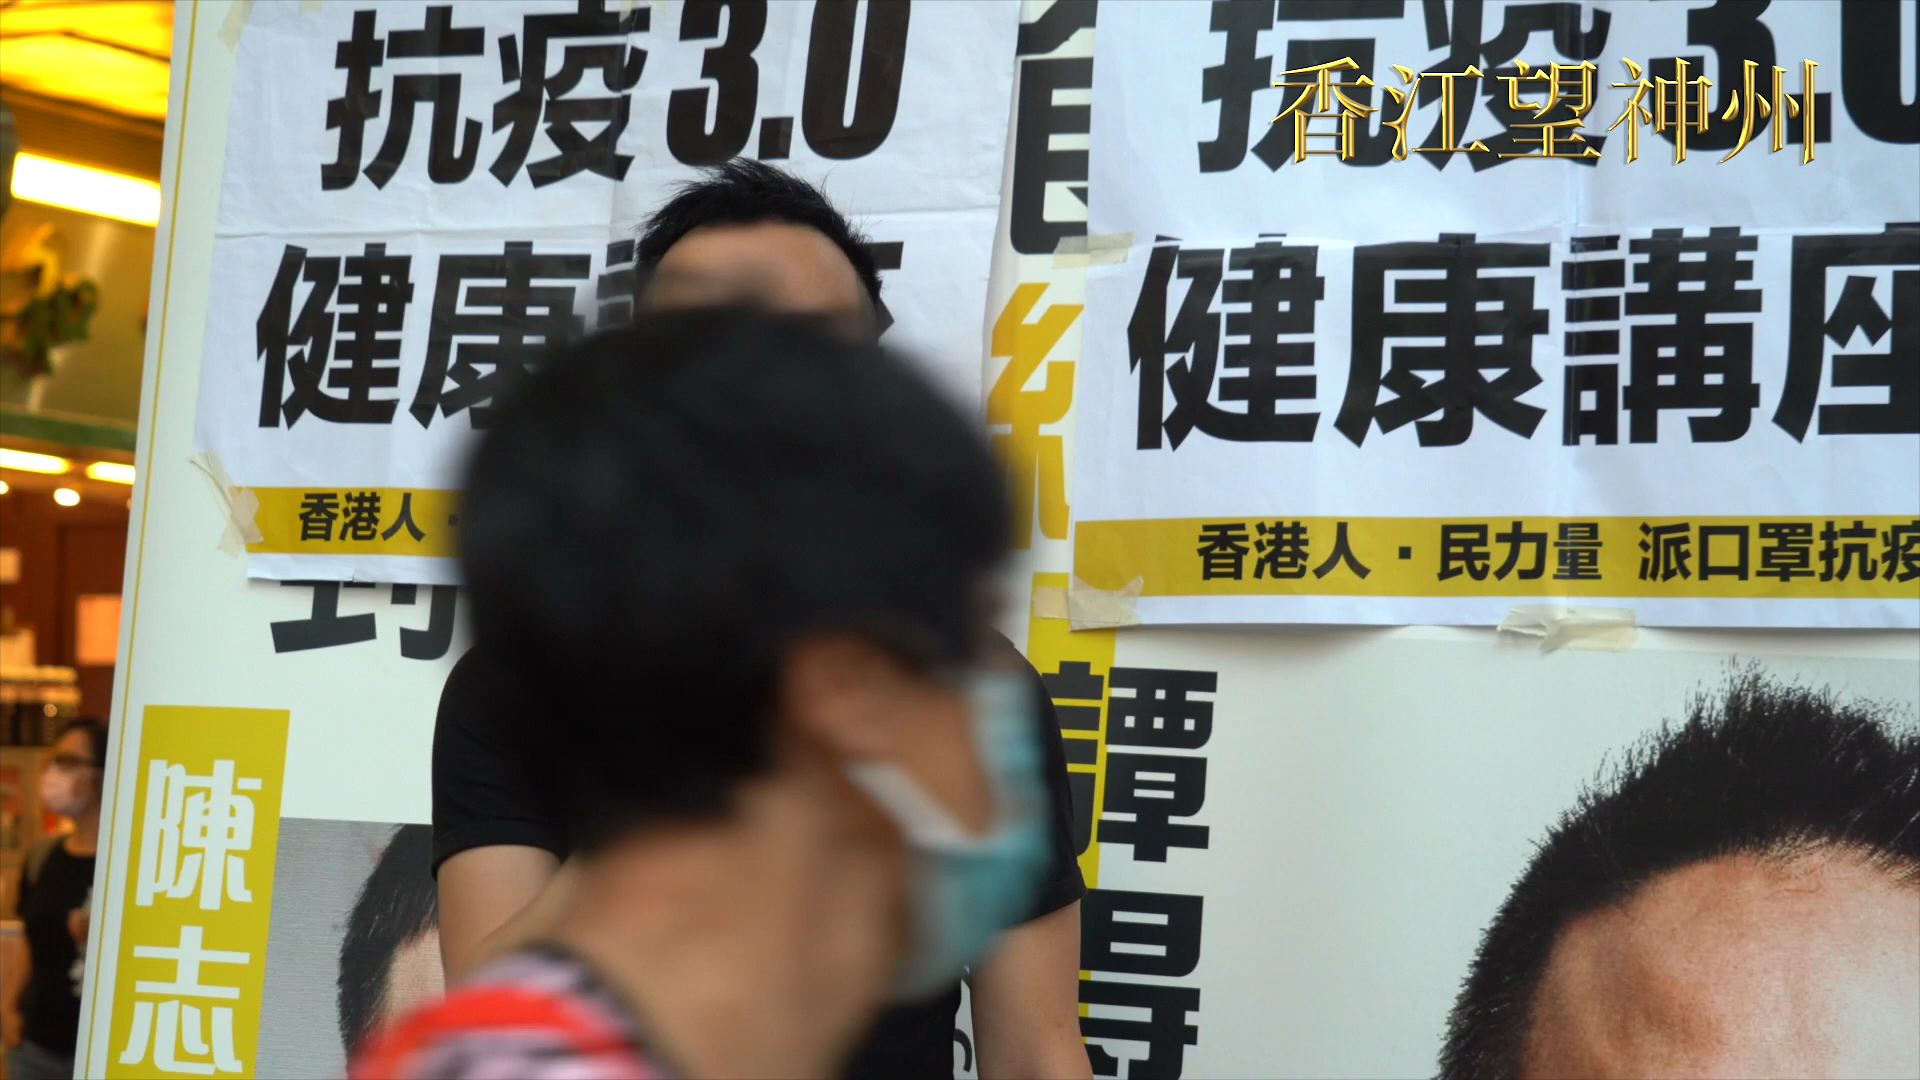 抗疫3.0
健康
香港人·
陳志
抗疫3.0
健康講座
香港人·民力量 派口罩抗疫
譚得
香江望神州